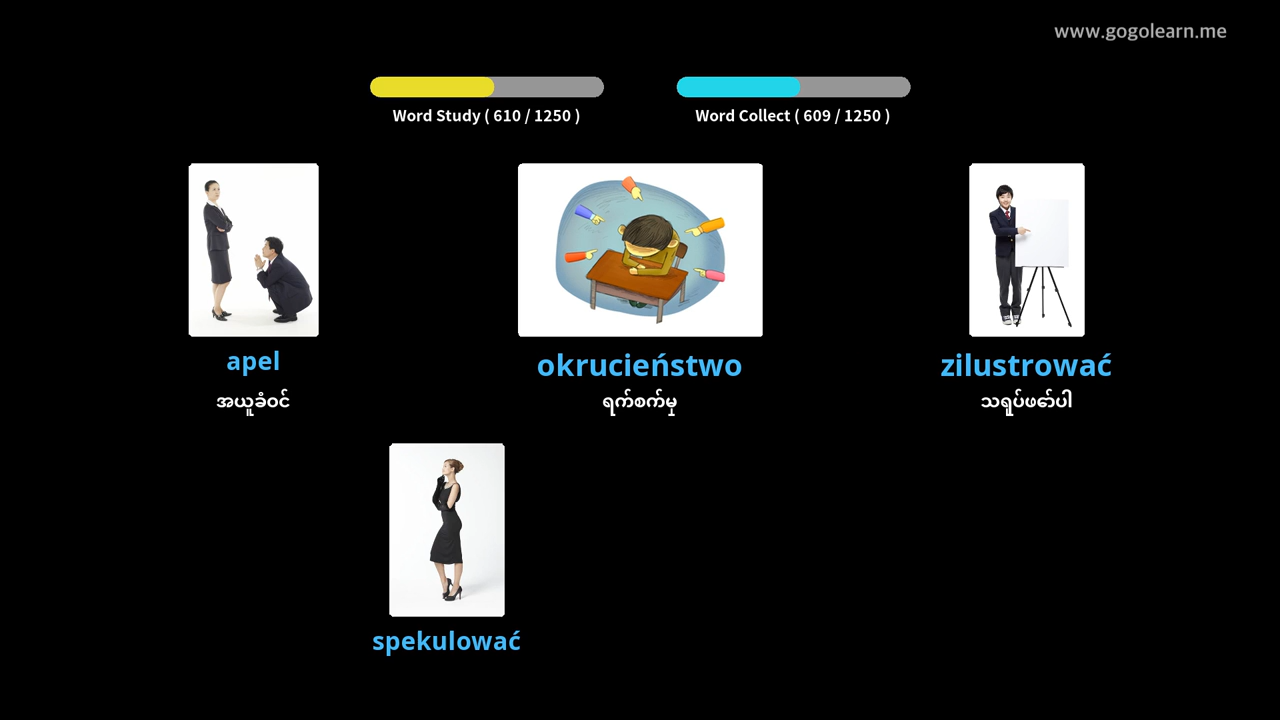 www.gogolearn.me
Word Study ( 610 / 1250 )
Word Collect ( 609 / 1250 )
apel
okrucieństwo
zilustrować
အယူခံဝင်
ရက်စက်မှ
သရုပ်ဖော်ပါ
spekulować